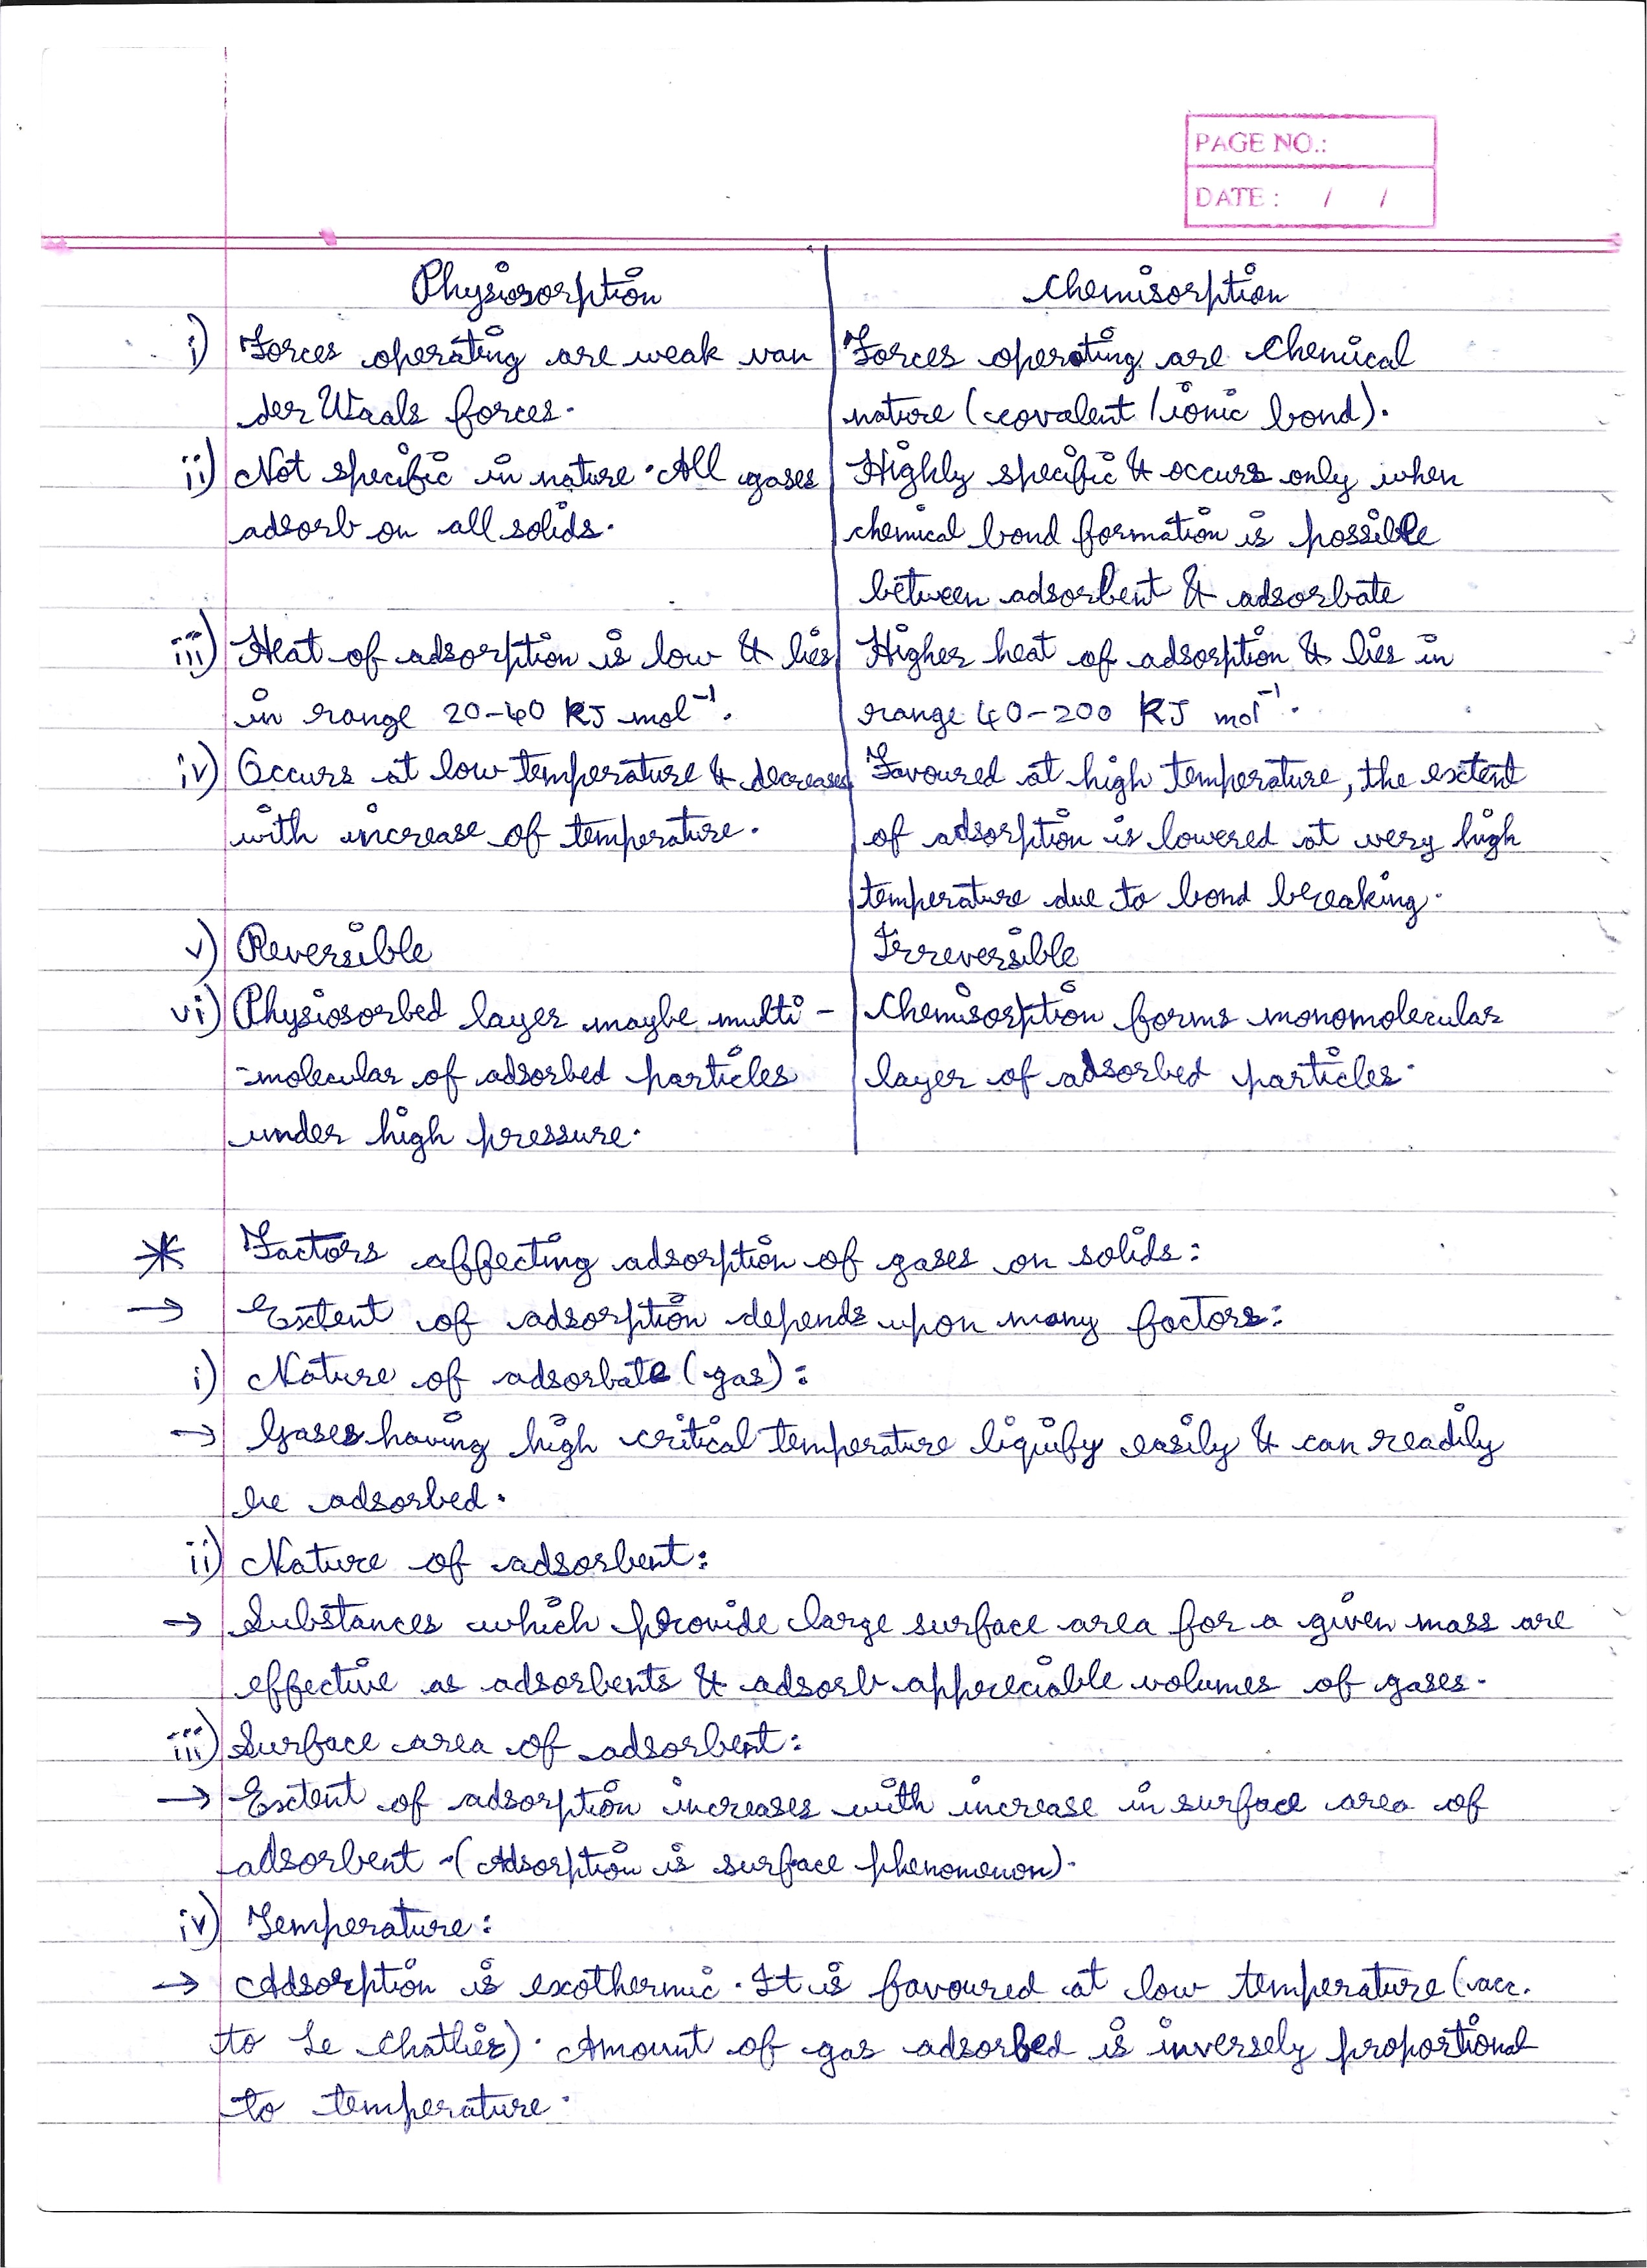 PAGE NO.:
DATE : / /
Physiosorption
Chemisorption
i) Forces operating are weak van
der Waals forces.
Forces operating are Chemical
nature (covalent / ionic bond).
ii) Not specific in nature. All gases
adsorb on all solids.
Highly specific & occurs only when
chemical bond formation is possible
between adsorbent & adsorbate
iii) Heat of adsorption is low & lies
in range 20-40 KJ mol⁻¹.
Higher heat of adsorption & lies in
range 40-200 KJ mol⁻¹.
iv) Occurs at low temperature & decreases
with increase of temperature.
Favoured at high temperature, the extent
of adsorption is lowered at very high
temperature due to bond breaking.
v) Reversible
Irreversible
vi) Physiosorbed layer maybe multi-
-molecular of adsorbed particles
under high pressure.
Chemisorption forms monomolecular
layer of adsorbed particles.
* Factors affecting adsorption of gases on solids:
→ Extent of adsorption depends upon many factors:
i) Nature of adsorbate (gas):
→ Gases having high critical temperature liquify easily & can readily
be adsorbed.
ii) Nature of adsorbent:
→ Substances which provide large surface area for a given mass are
effective as adsorbents & adsorb appreciable volumes of gases.
iii) Surface area of adsorbent:
→ Extent of adsorption increases with increase in surface area of
adsorbent. (Adsorption is surface phenomenon).
iv) Temperature:
→ Adsorption is exothermic. It is favoured at low temperature (acc.
to Le Chatlier). Amount of gas adsorbed is inversely proportional
to temperature.